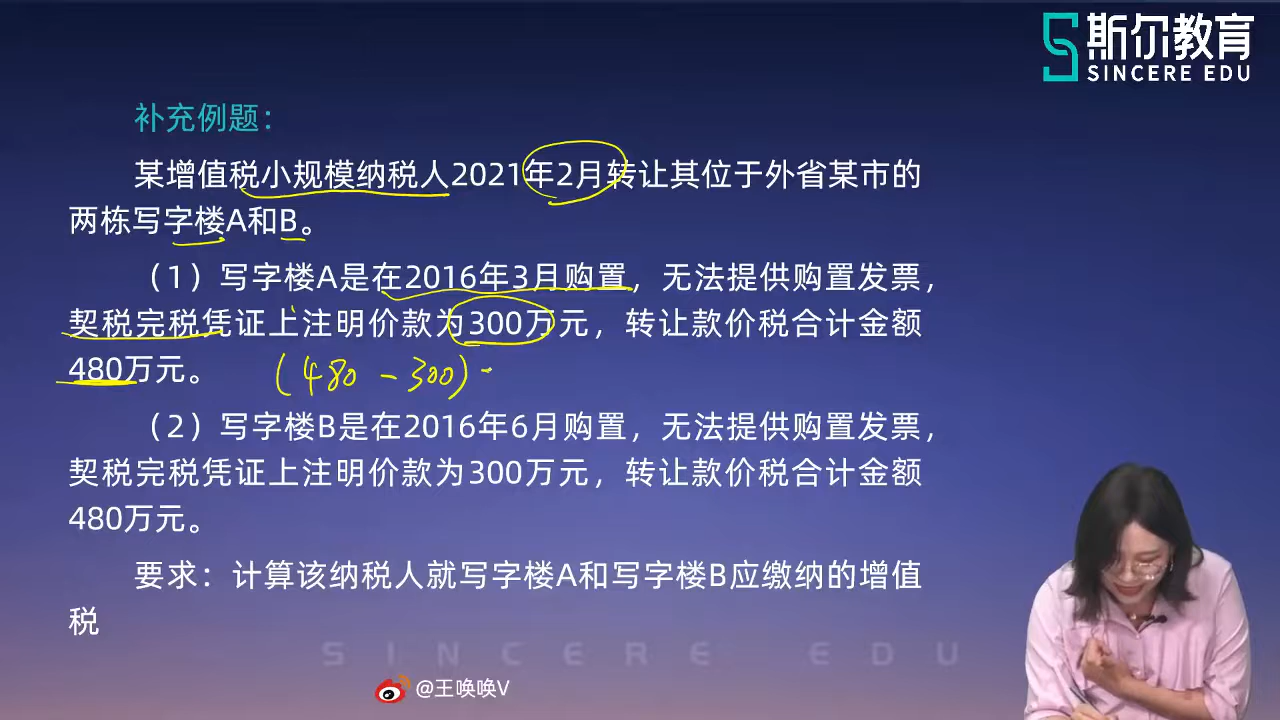 斯尔教育
SINCERE EDU
补充例题：
某增值税小规模纳税人2021年2月转让其位于外省某市的
两栋写字楼A和B。
（1）写字楼A是在2016年3月购置，无法提供购置发票，
契税完税凭证上注明价款为300万元，转让款价税合计金额
480万元。
(480 - 300)
（2）写字楼B是在2016年6月购置，无法提供购置发票，
契税完税凭证上注明价款为300万元，转让款价税合计金额
480万元。
要求：计算该纳税人就写字楼A和写字楼B应缴纳的增值
税
SINCERE EDU
@王唤唤V